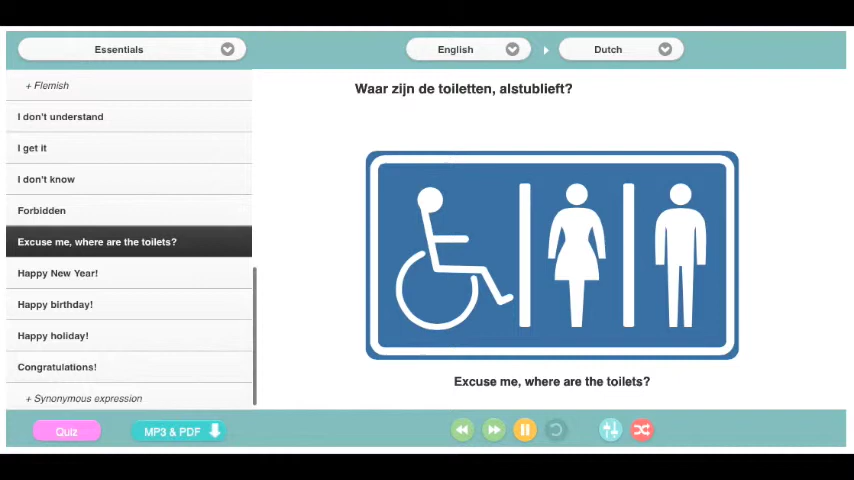 Essentials
English
Dutch
+ Flemish
I don't understand
I get it
I don't know
Forbidden
Excuse me, where are the toilets?
Happy New Year!
Happy birthday!
Happy holiday!
Congratulations!
+ Synonymous expression
Waar zijn de toiletten, alstublieft?
Excuse me, where are the toilets?
Quiz
MP3 & PDF